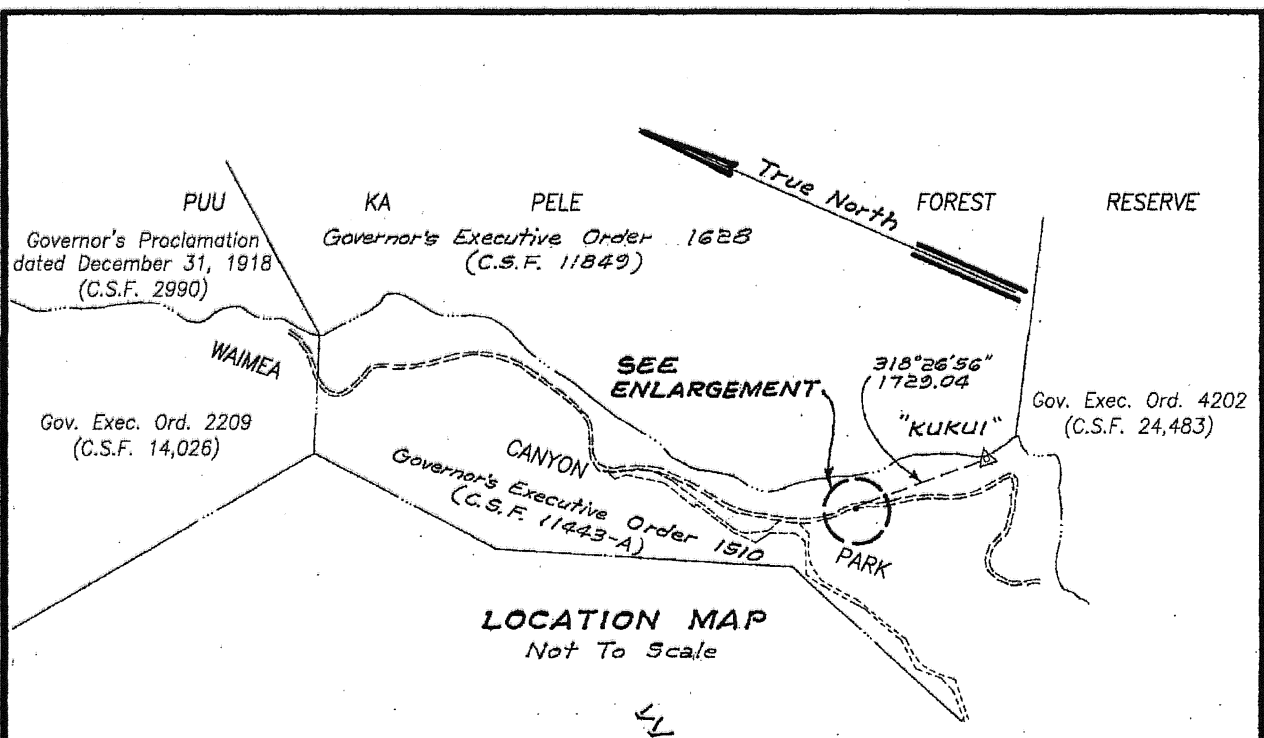 PUU KA PELE FOREST RESERVE
True North
Governor's Proclamation
dated December 31, 1918
(C.S.F. 2990)
Governor's Executive Order 1628
(C.S.F. 11849)
WAIMEA
SEE
ENLARGEMENT
318°26'56"
1729.04
"KUKUI"
Gov. Exec. Ord. 4202
(C.S.F. 24,483)
Gov. Exec. Ord. 2209
(C.S.F. 14,026)
CANYON
Governor's Executive Order 1510
(C.S.F. 11443-A)
PARK
LOCATION MAP
Not To Scale